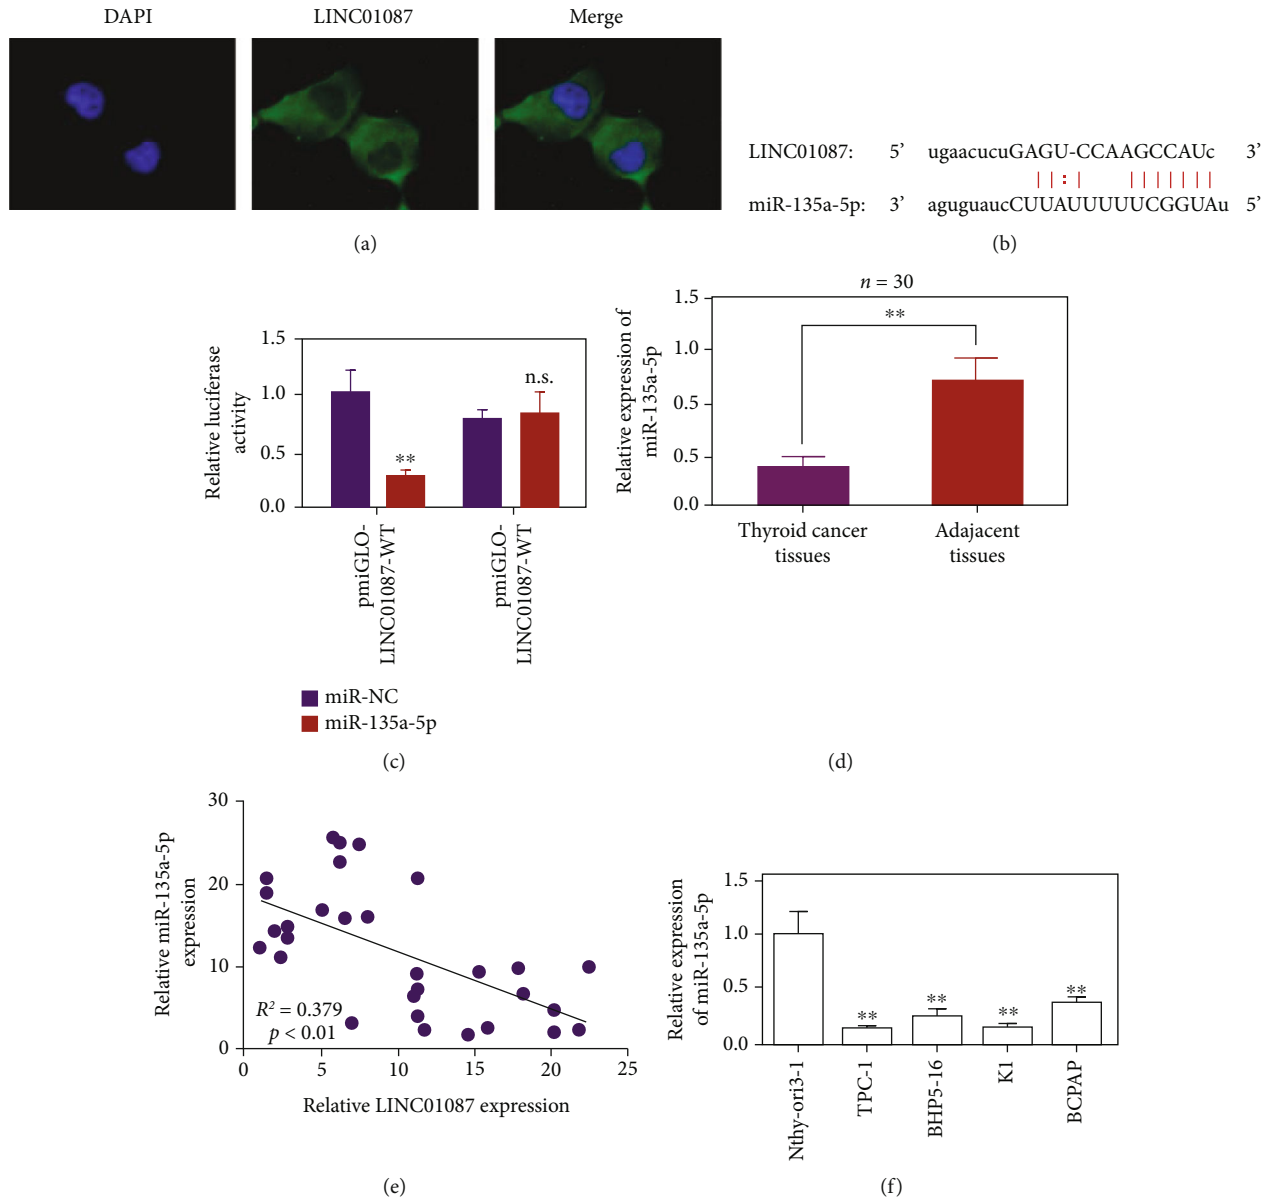 DAPI LINC01087 Merge
(a)
LINC01087: 5’ ugaacucuGAGU-CCAAGCCAUc 3’
miR-135a-5p: 3’ aguguaucCUUAUUUUUCGGUAu 5’
(b)
Relative luciferase
activity
1.5
1.0
0.5
0.0
**
n.s.
pmiGLO-
LINC01087-WT
pmiGLO-
LINC01087-WT
miR-NC
miR-135a-5p
(c)
n = 30
Relative expression of
miR-135a-5p
1.5
1.0
0.5
0.5
0.0
**
Thyroid cancer
tissues
Adajacent
tissues
(d)
Relative miR-135a-5p
expression
30
20
10
0
R² = 0.379
p < 0.01
0 5 10 15 20 25
Relative LINC01087 expression
(e)
Relative expression
of miR-135a-5p
1.5
1.0
0.5
0.0
** ** ** **
Nthy-ori3-1
TPC-1
BHP5-16
K1
BCPAP
(f)